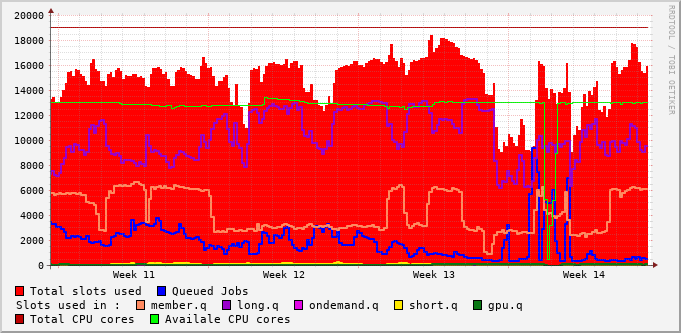 20000
18000
16000
14000
12000
10000
8000
6000
4000
2000
0
Week 11 Week 12 Week 13 Week 14
RRDTOOL / TOBI OETIKER
Total slots used Queued Jobs
Slots used in : member.q long.q ondemand.q short.q gpu.q
Total CPU cores Availale CPU cores